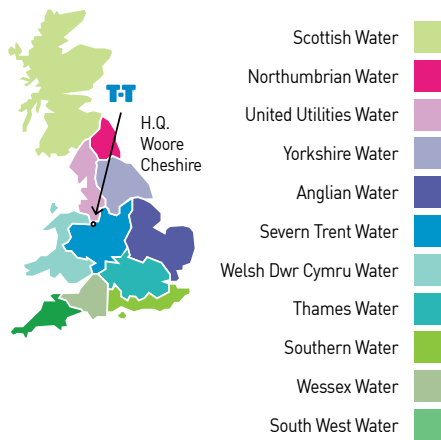 T-T
H.Q.
Woore
Cheshire
Scottish Water
Northumbrian Water
United Utilities Water
Yorkshire Water
Anglian Water
Severn Trent Water
Welsh Dwr Cymru Water
Thames Water
Southern Water
Wessex Water
South West Water